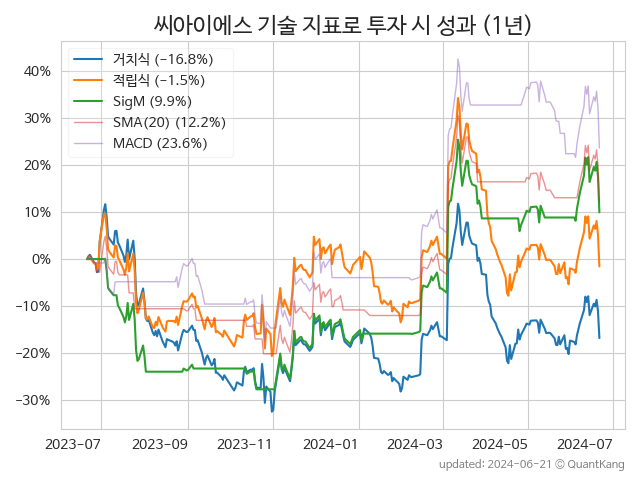 씨아이에스 기술 지표로 투자 시 성과 (1년)
거치식 (−16.8%)
적립식 (−1.5%)
SigM (9.9%)
SMA(20) (12.2%)
MACD (23.6%)
40%
30%
20%
10%
0%
−10%
−20%
−30%
2023-07 2023-09 2023-11 2024-01 2024-03 2024-05 2024-07
updated: 2024-06-21 © QuantKang